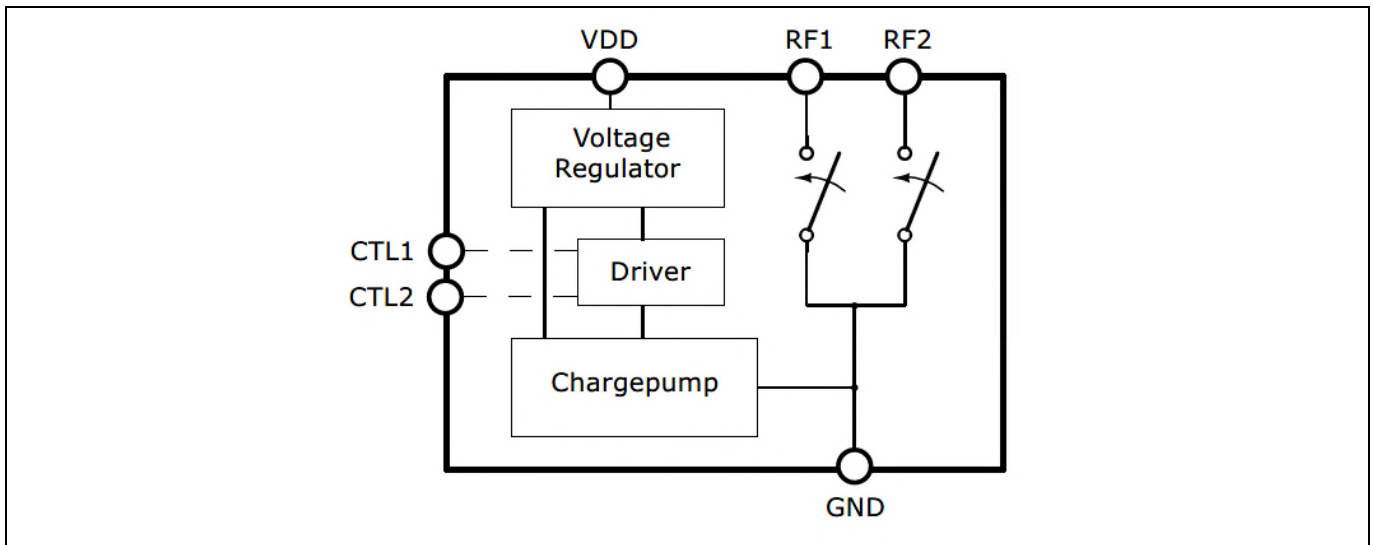 VDD
RF1
RF2
Voltage
Regulator
CTL1
Driver
CTL2
Chargepump
GND